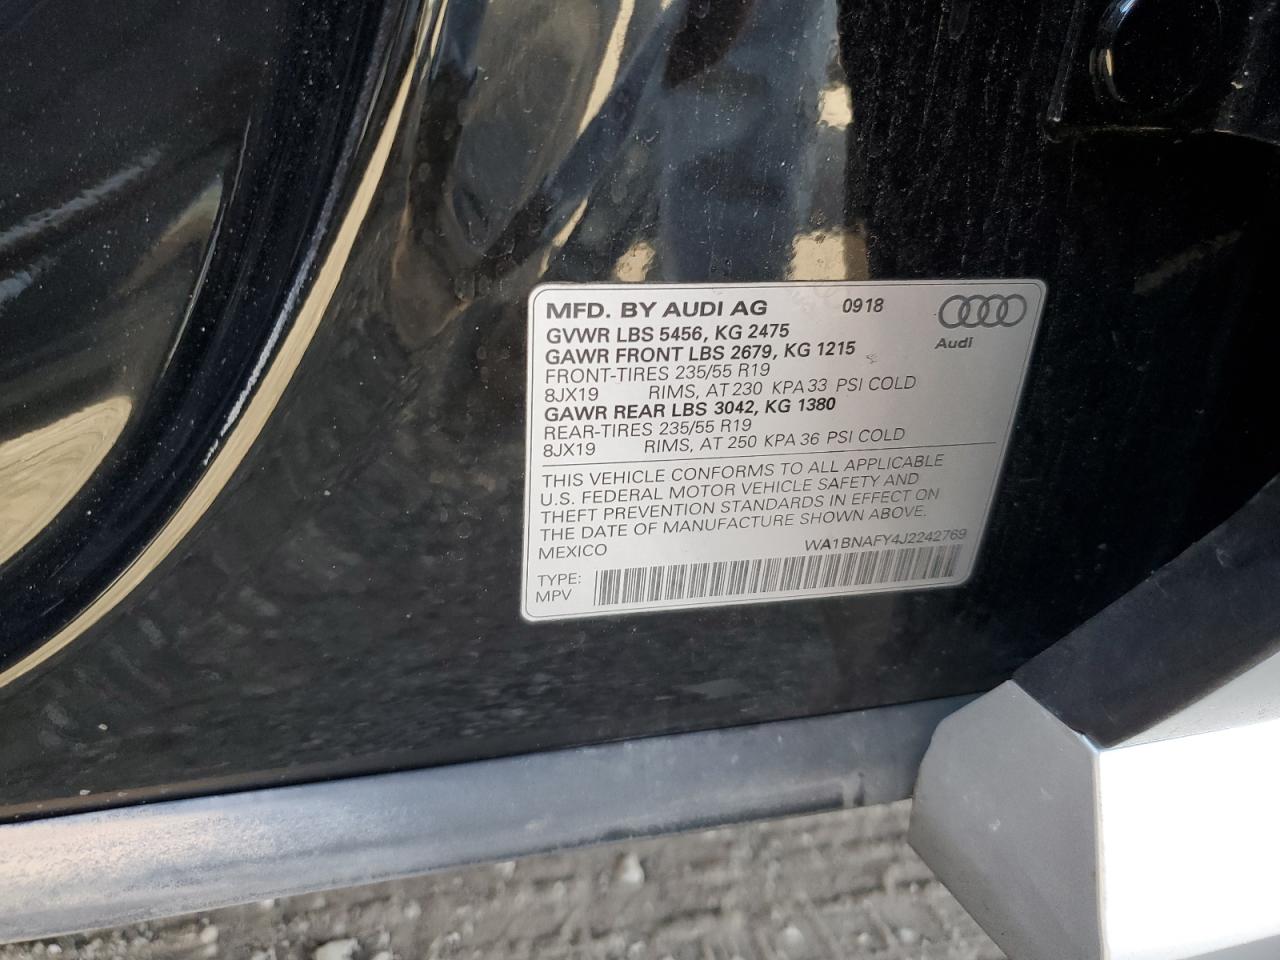 MFD. BY AUDI AG 0918
Audi
GVWR LBS 5456, KG 2475
GAWR FRONT LBS 2679, KG 1215
FRONT-TIRES 235/55 R19
8JX19 RIMS, AT 230 KPA 33 PSI COLD
GAWR REAR LBS 3042, KG 1380
REAR-TIRES 235/55 R19
8JX19 RIMS, AT 250 KPA 36 PSI COLD
THIS VEHICLE CONFORMS TO ALL APPLICABLE
U.S. FEDERAL MOTOR VEHICLE SAFETY AND
THEFT PREVENTION STANDARDS IN EFFECT ON
THE DATE OF MANUFACTURE SHOWN ABOVE.
MEXICO WA1BNAFY4J2242769
TYPE:
MPV